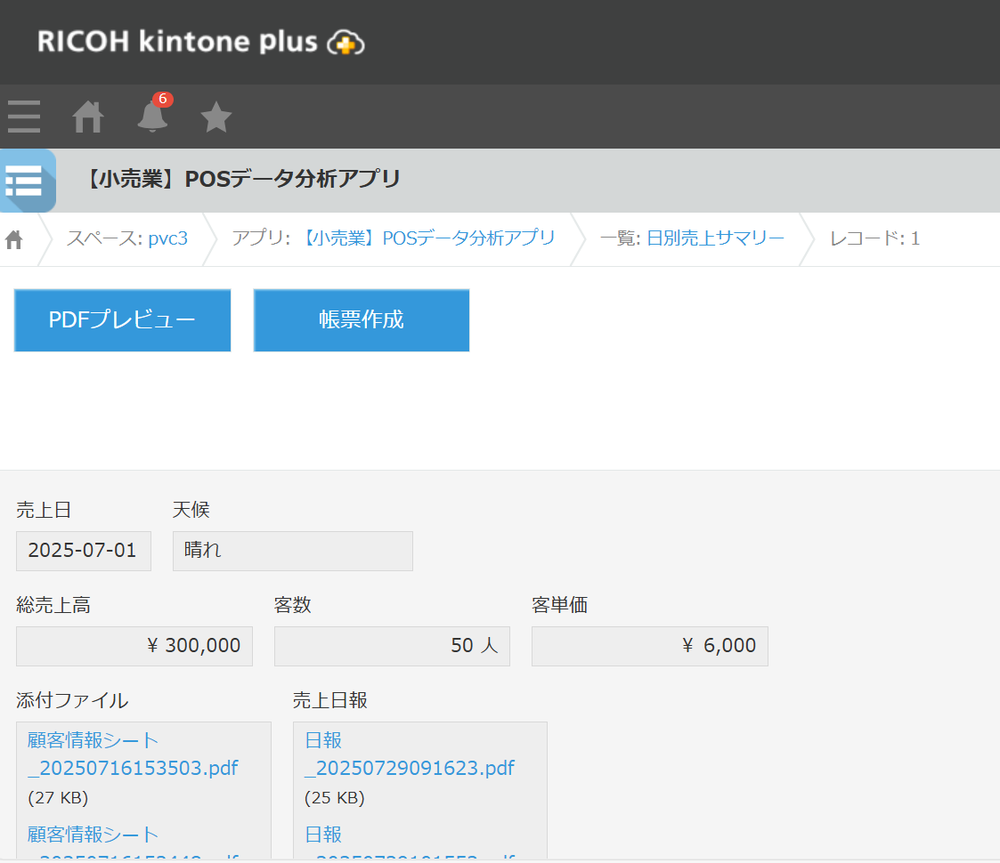 RICOH kintone plus
6
【小売業】POSデータ分析アプリ
スペース: pvc3 アプリ: 【小売業】POSデータ分析アプリ 一覧: 日別売上サマリー レコード: 1
PDFプレビュー 帳票作成
売上日 天候
2025-07-01 晴れ
総売上高 客数 客単価
¥ 300,000 50 人 ¥ 6,000
添付ファイル 売上日報
顧客情報シート 日報
_20250716153503.pdf _20250729091623.pdf
(27 KB) (25 KB)
顧客情報シート 日報